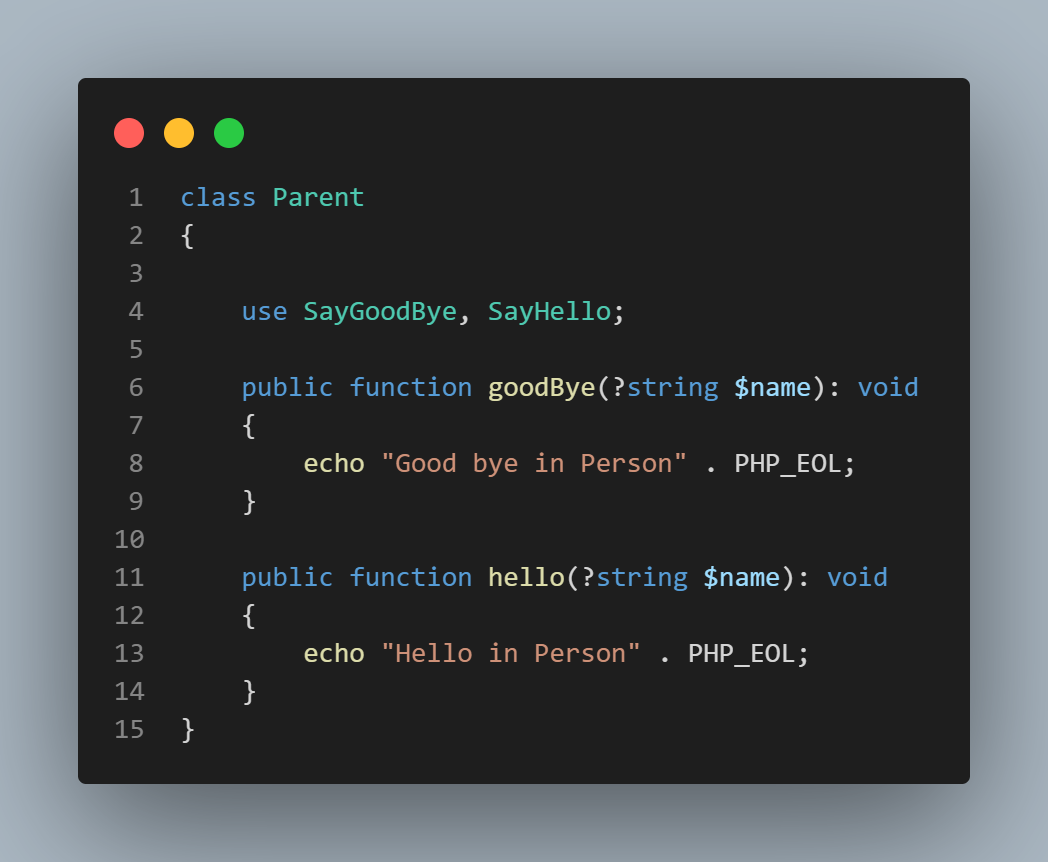 1 class Parent
2 {
3
4     use SayGoodBye, SayHello;
5
6     public function goodBye(?string $name): void
7     {
8         echo "Good bye in Person" . PHP_EOL;
9     }
10
11     public function hello(?string $name): void
12     {
13         echo "Hello in Person" . PHP_EOL;
14     }
15 }